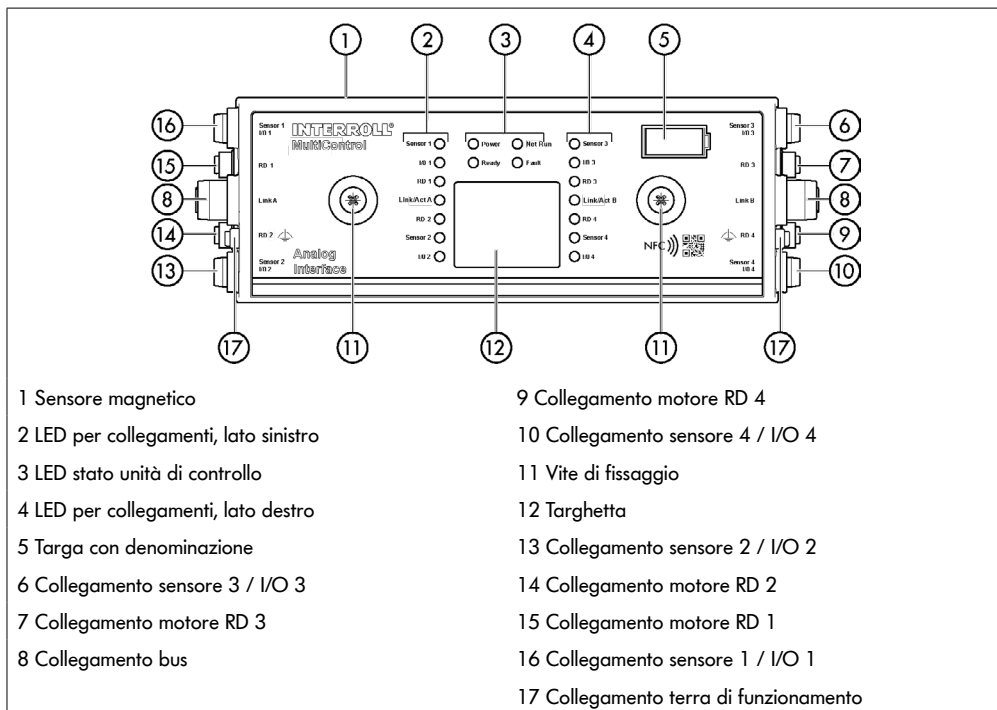 1 2 3 4 5
16 15 8 14 13
6 7 8 9 10
Sensor 1
I/O 1
RD 1
Link A
RD 2
Sensor 2
I/O 2
INTERROLL®
MultiControl
Analog
Interface
Sensor 1
I/O 1
RD 1
Link/Act A
RD 2
Sensor 2
I/O 2
Power Net Run
Ready Fault
Sensor 3
I/O 3
RD 3
Link/Act B
RD 4
Sensor 4
I/O 4
NFC
Sensor 3
I/O 3
RD 3
Link B
RD 4
Sensor 4
I/O 4
17 11 12 11 17
1 Sensore magnetico
2 LED per collegamenti, lato sinistro
3 LED stato unità di controllo
4 LED per collegamenti, lato destro
5 Targa con denominazione
6 Collegamento sensore 3 / I/O 3
7 Collegamento motore RD 3
8 Collegamento bus
9 Collegamento motore RD 4
10 Collegamento sensore 4 / I/O 4
11 Vite di fissaggio
12 Targhetta
13 Collegamento sensore 2 / I/O 2
14 Collegamento motore RD 2
15 Collegamento motore RD 1
16 Collegamento sensore 1 / I/O 1
17 Collegamento terra di funzionamento